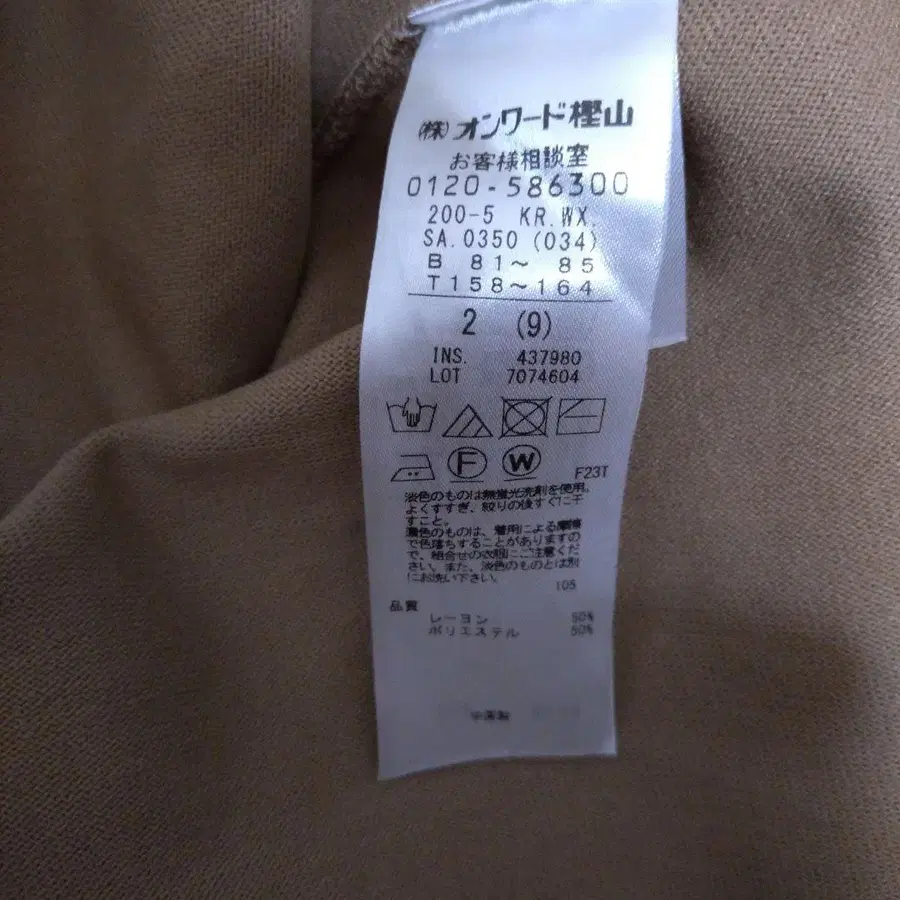 (株)オンワード樫山
お客様相談室
0120-586300
200-5 KR.WX.
SA.0350 (034)
B 81～ 85
T158～164
2 (9)
INS. 437980
LOT 7074604
F W F23T
淡色のものは無蛍光洗剤を使用。
よくすすぎ、絞りの後すぐに干
すこと。
濃色のものは、着用による摩擦
で色落ちすることがありますの
で、組合せの衣服にご注意くだ
さい。また、淡色のものとは別
にお洗い下さい。
105
品質
レーヨン 50%
ポリエステル 50%
中国製